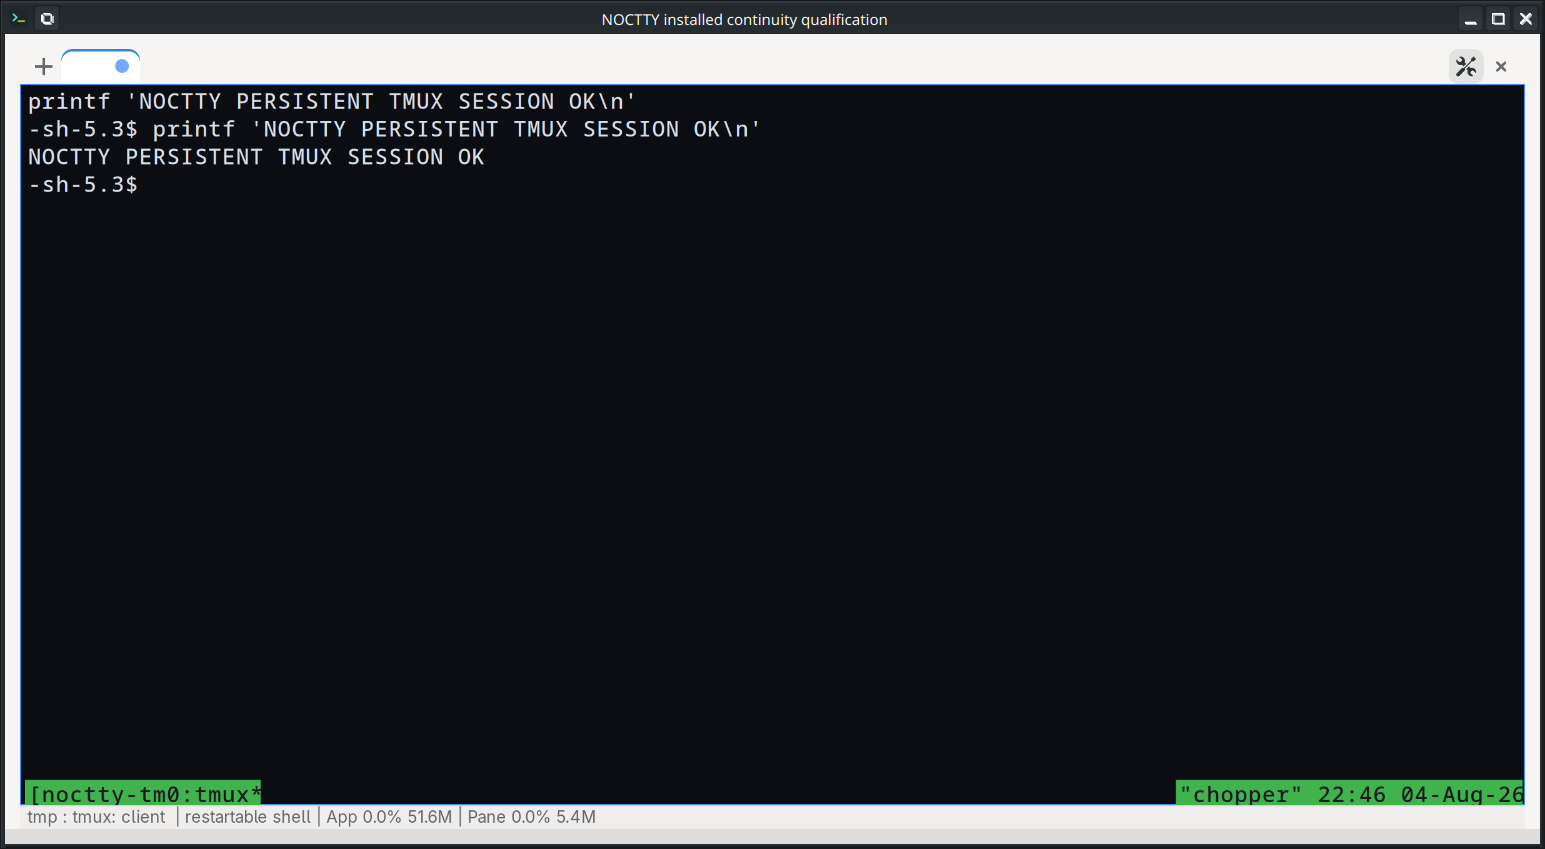 NOCTTY installed continuity qualification
printf 'NOCTTY PERSISTENT TMUX SESSION OK\n'
-sh-5.3$ printf 'NOCTTY PERSISTENT TMUX SESSION OK\n'
NOCTTY PERSISTENT TMUX SESSION OK
-sh-5.3$
[noctty-tm0:tmux* "chopper" 22:46 04-Aug-26
tmp : tmux: client | restartable shell | App 0.0% 51.6M | Pane 0.0% 5.4M